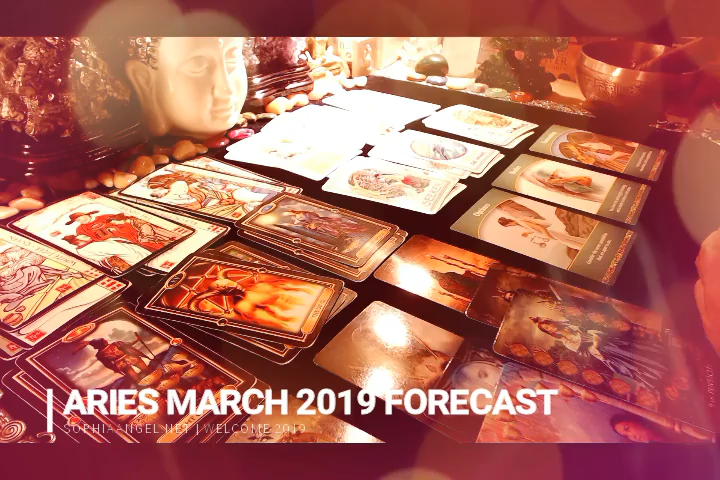 ARIES MARCH 2019 FORECAST
SOPHIAANGEL.NET | WELCOME 2019